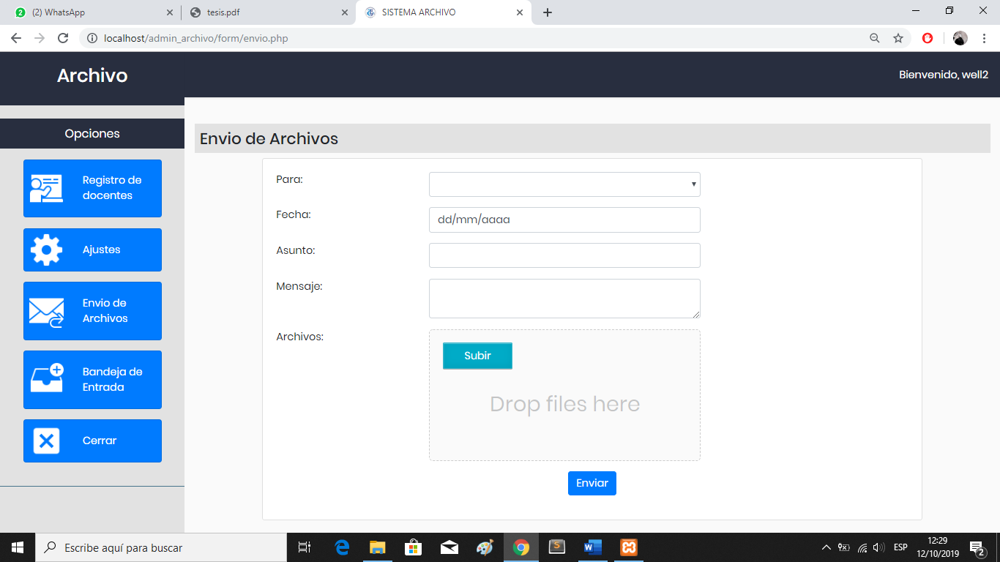 (2) WhatsApp
tesis.pdf
SISTEMA ARCHIVO
localhost/admin_archivo/form/envio.php
Archivo
Bienvenido, well2
Opciones
Registro de
docentes
Ajustes
Envio de
Archivos
Bandeja de
Entrada
Cerrar
Envio de Archivos
Para:
Fecha:
dd/mm/aaaa
Asunto:
Mensaje:
Archivos:
Subir
Drop files here
Enviar
Escribe aquí para buscar
ESP
12:29
12/10/2019
2